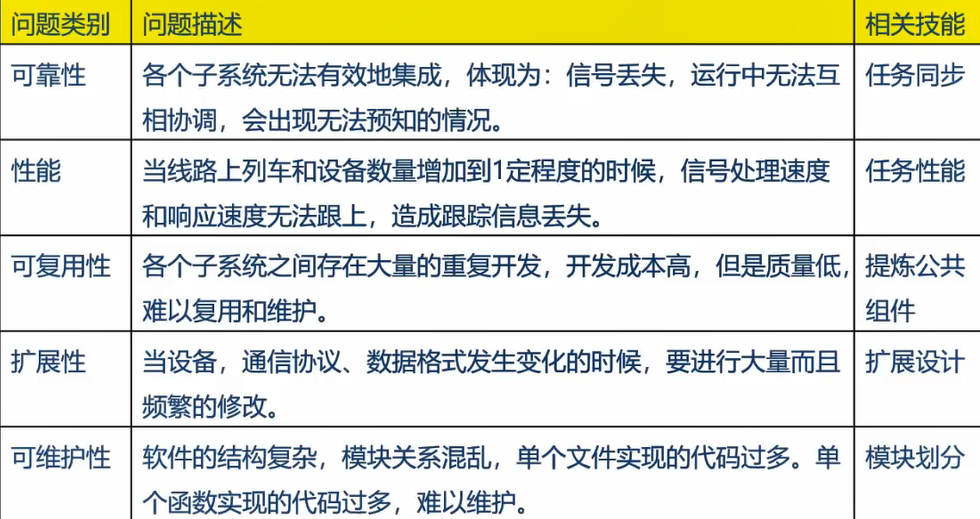 问题类别 问题描述 相关技能
可靠性 各个子系统无法有效地集成，体现为：信号丢失，运行中无法互 任务同步
相协调，会出现无法预知的情况。
性能 当线路上列车和设备数量增加到1定程度的时候，信号处理速度 任务性能
和响应速度无法跟上，造成跟踪信息丢失。
可复用性 各个子系统之间存在大量的重复开发，开发成本高，但是质量低， 提炼公共
难以复用和维护。 组件
扩展性 当设备，通信协议、数据格式发生变化的时候，要进行大量而且 扩展设计
频繁的修改。
可维护性 软件的结构复杂，模块关系混乱，单个文件实现的代码过多。单 模块划分
个函数实现的代码过多，难以维护。